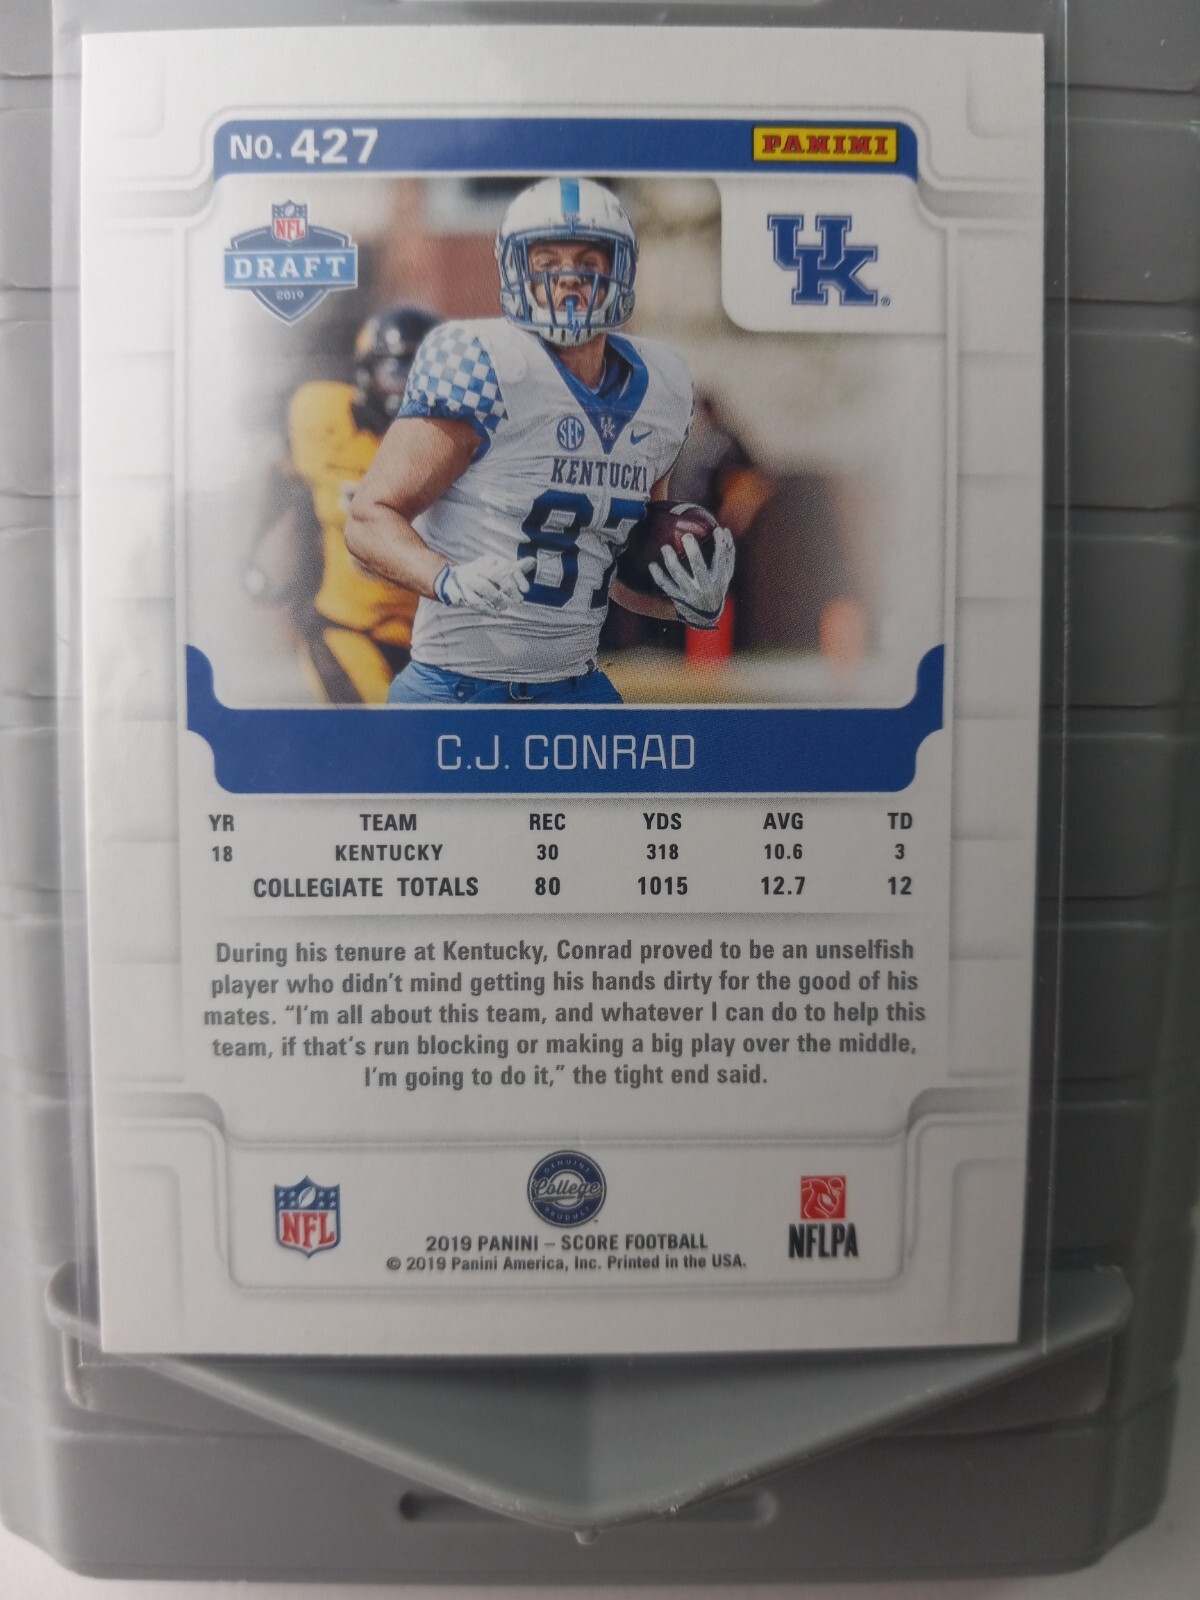 NO. 427
PANINI
NFL
DRAFT
2019
UK
SEC
UK
KENTUCKY
87
C.J. CONRAD
YR TEAM REC YDS AVG TD
18 KENTUCKY 30 318 10.6 3
COLLEGIATE TOTALS 80 1015 12.7 12
During his tenure at Kentucky, Conrad proved to be an unselfish
player who didn't mind getting his hands dirty for the good of his
mates. “I'm all about this team, and whatever I can do to help this
team, if that's run blocking or making a big play over the middle,
I'm going to do it,” the tight end said.
GENUINE
College
PRODUCT
NFL
NFLPA
2019 PANINI – SCORE FOOTBALL
© 2019 Panini America, Inc. Printed in the USA.